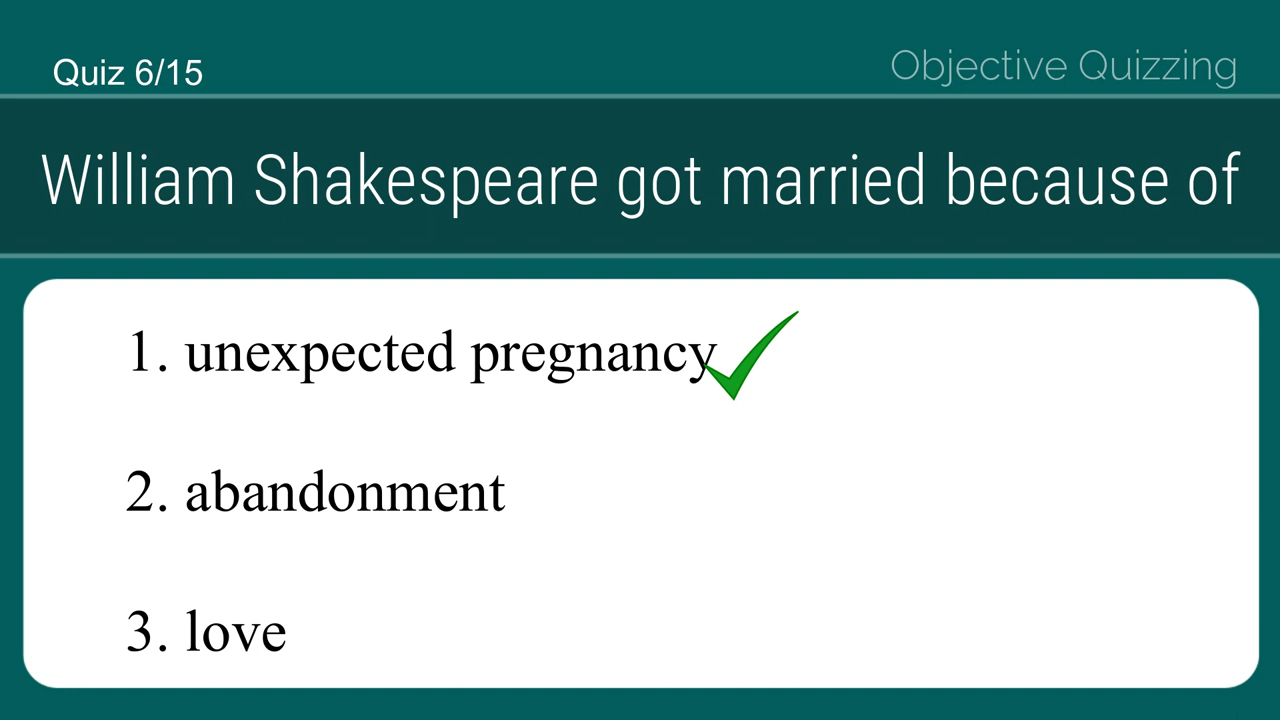 Quiz 6/15
Objective Quizzing
William Shakespeare got married because of
1. unexpected pregnancy
2. abandonment
3. love